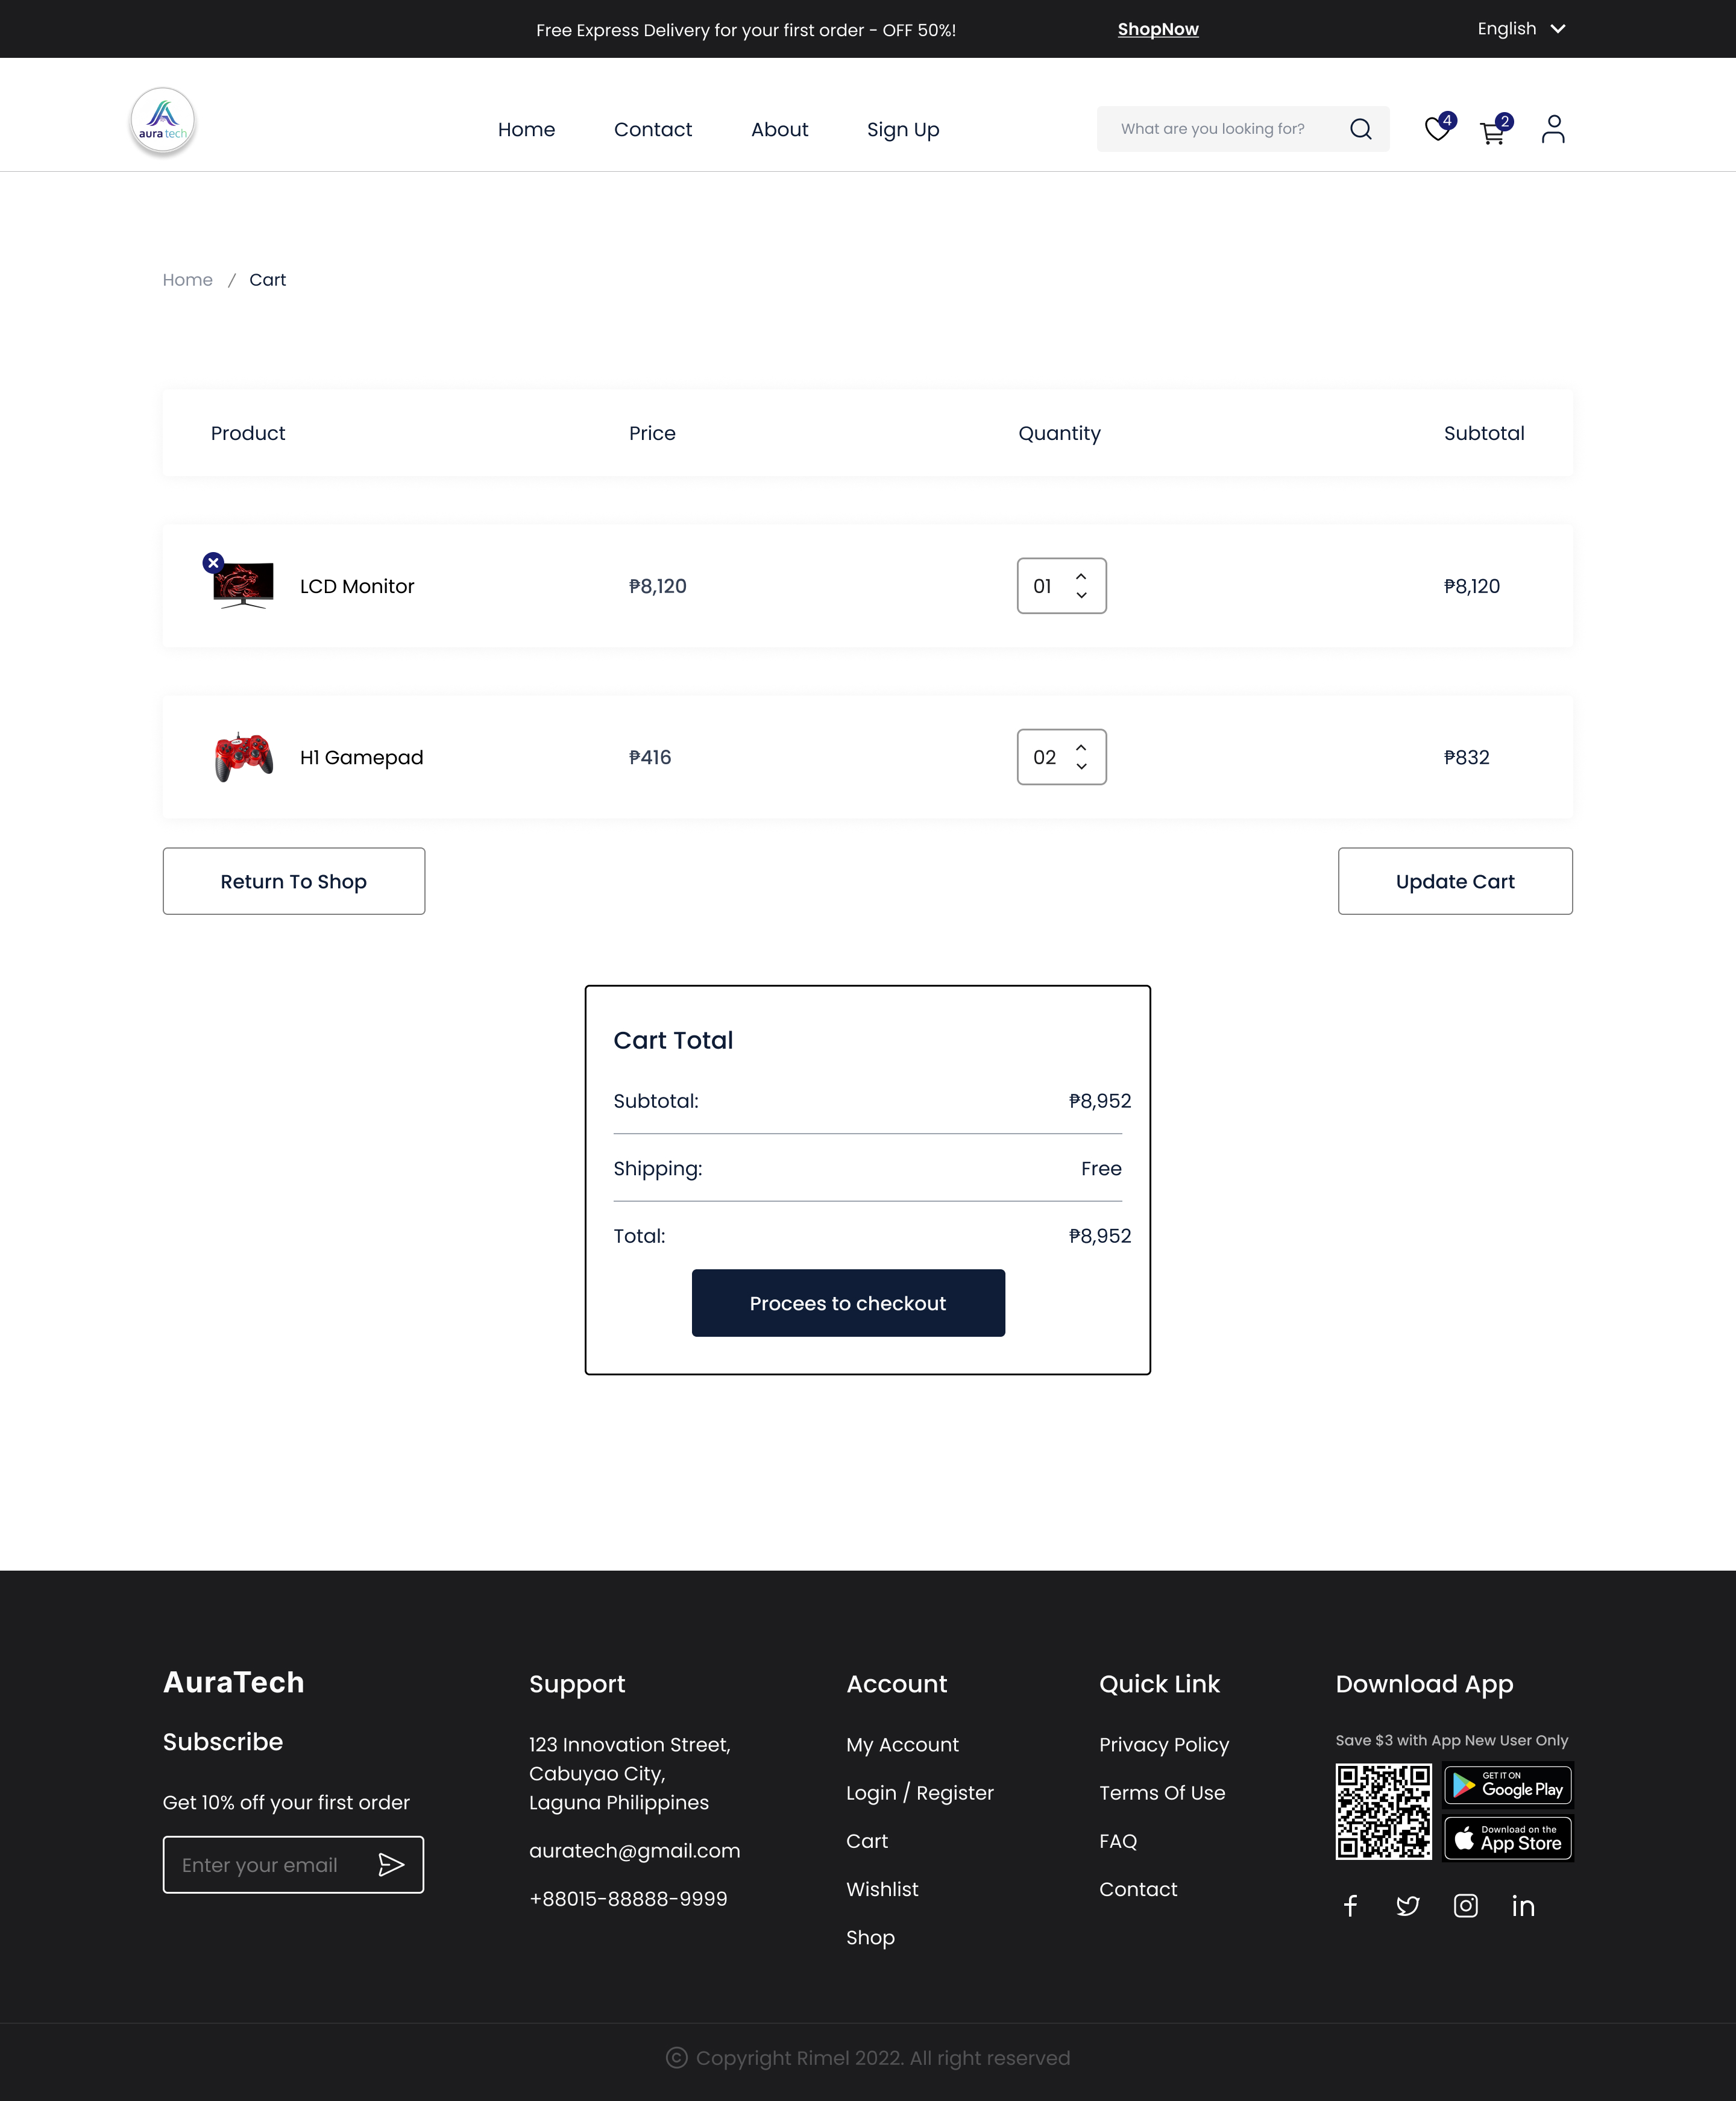 Free Express Delivery for your first order - OFF 50%!
ShopNow
English
aura tech
Home
Contact
About
Sign Up
What are you looking for?
4
2
Home / Cart
Product
Price
Quantity
Subtotal
LCD Monitor
₱8,120
01
₱8,120
H1 Gamepad
₱416
02
₱832
Return To Shop
Update Cart
Cart Total
Subtotal:
₱8,952
Shipping:
Free
Total:
₱8,952
Procees to checkout
AuraTech
Subscribe
Get 10% off your first order
Enter your email
Support
123 Innovation Street,
Cabuyao City,
Laguna Philippines
auratech@gmail.com
+88015-88888-9999
Account
My Account
Login / Register
Cart
Wishlist
Shop
Quick Link
Privacy Policy
Terms Of Use
FAQ
Contact
Download App
Save $3 with App New User Only
GET IT ON
Google Play
Download on the
App Store
© Copyright Rimel 2022. All right reserved